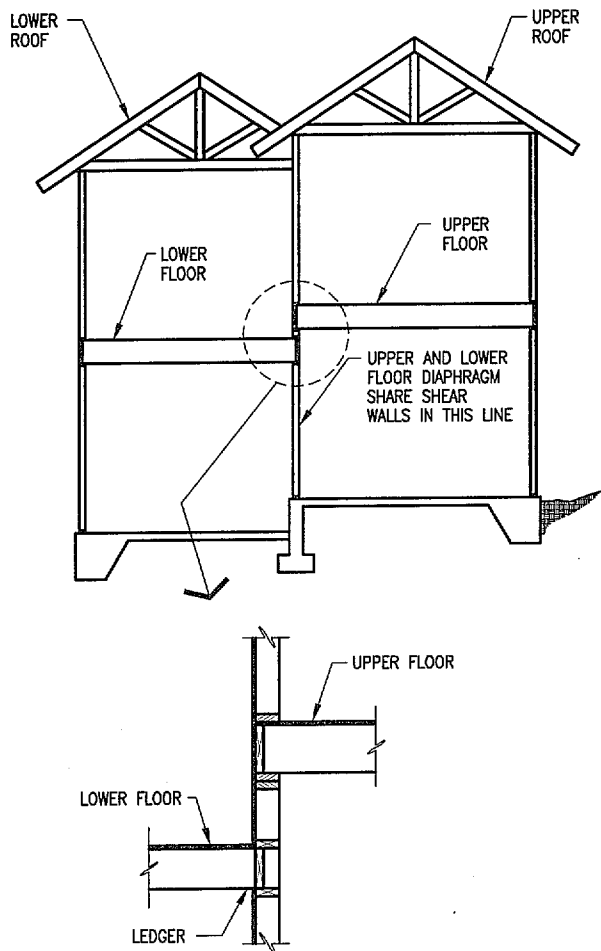 LOWER
ROOF
UPPER
ROOF
LOWER
FLOOR
UPPER
FLOOR
UPPER AND LOWER
FLOOR DIAPHRAGM
SHARE SHEAR
WALLS IN THIS LINE
UPPER FLOOR
LOWER FLOOR
LEDGER